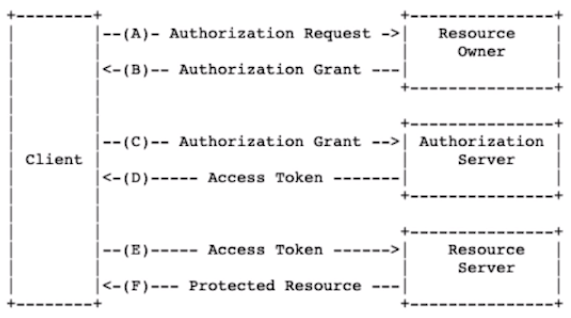 --(A)- Authorization Request -> Resource
Owner
<-(B)-- Authorization Grant ---
--(C)-- Authorization Grant --> Authorization
Client Server
<-(D)----- Access Token -------
--(E)----- Access Token ------> Resource
Server
<-(F)--- Protected Resource ---